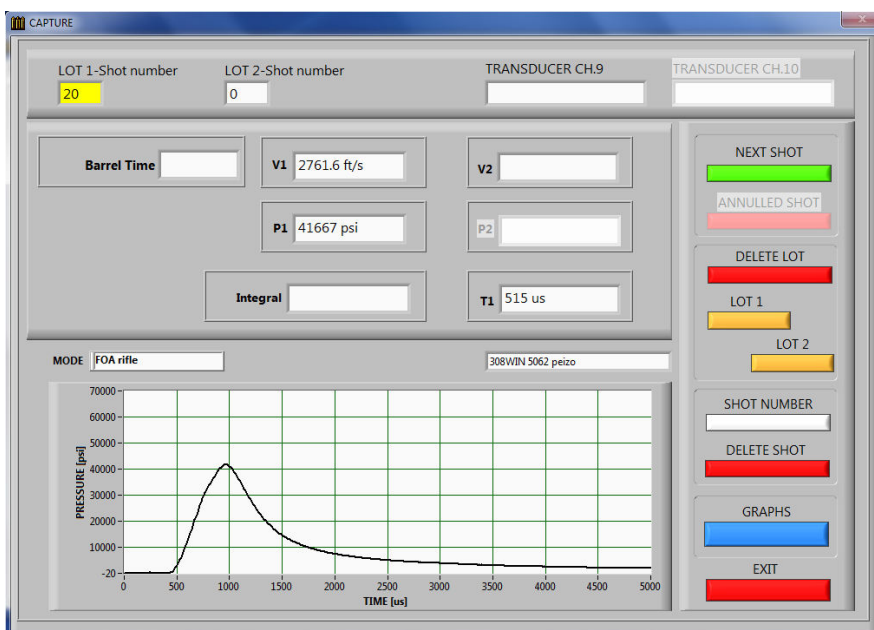 CAPTURE
LOT 1-Shot number
LOT 2-Shot number
TRANSDUCER CH.9
TRANSDUCER CH.10
20
0
Barrel Time
V1
2761.6 ft/s
V2
P1
41667 psi
P2
Integral
T1
515 us
NEXT SHOT
ANNULLED SHOT
DELETE LOT
LOT 1
LOT 2
MODE
FOA rifle
308WIN 5062 peizo
SHOT NUMBER
DELETE SHOT
GRAPHS
EXIT
PRESSURE [psi]
70000
60000
50000
40000
30000
20000
10000
-20
0
500
1000
1500
2000
2500
3000
3500
4000
4500
5000
TIME [us]